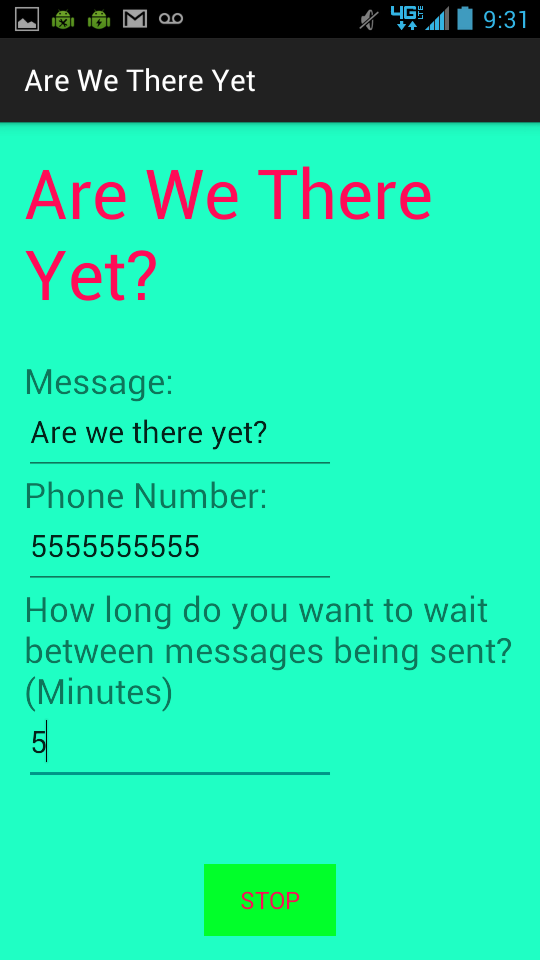 4G LTE 9:31
Are We There Yet
Are We There
Yet?
Message:
Are we there yet?
Phone Number:
5555555555
How long do you want to wait
between messages being sent?
(Minutes)
5
STOP